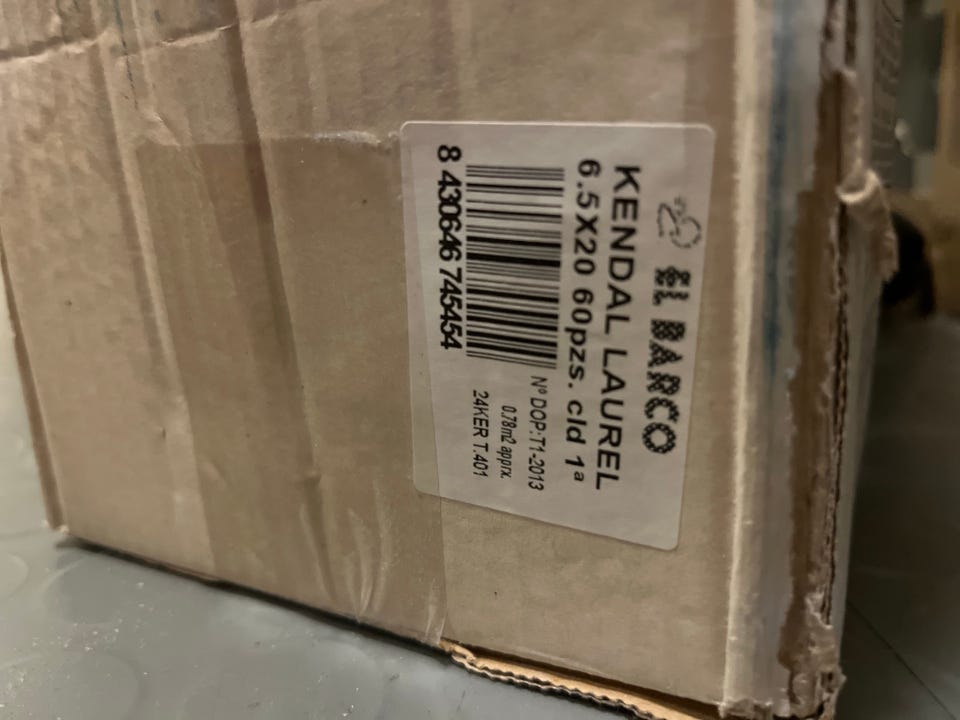 EL BARCO
KENDAL LAUREL
6.5X20 60pzs. cld 1ª
8 430646 745454
Nº DOP:T1-2013
0.78m2 apprx.
24KER T.401